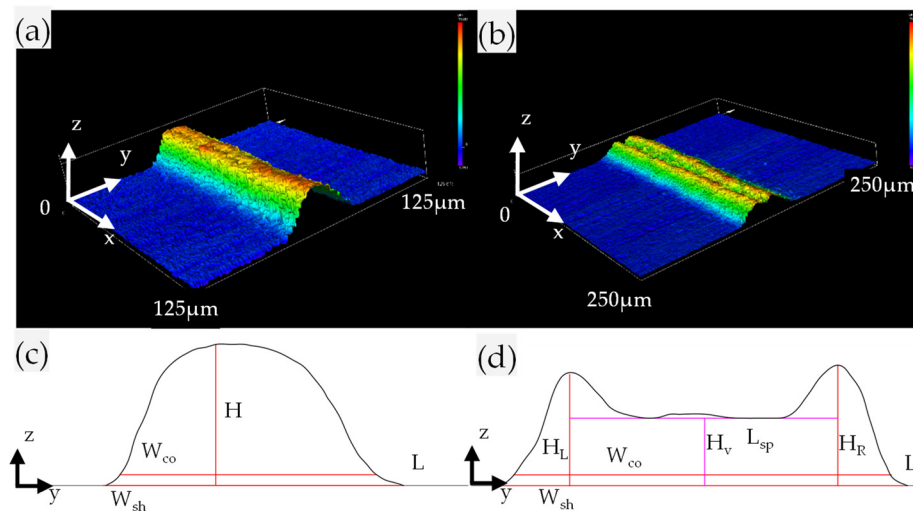 (a)
z
y
0
x
125µm
125µm
(b)
z
y
0
x
250µm
250µm
(c)
H
W_co
z
L
y
W_sh
(d)
z
H_L
W_co
H_v
L_sp
H_R
L
y
W_sh